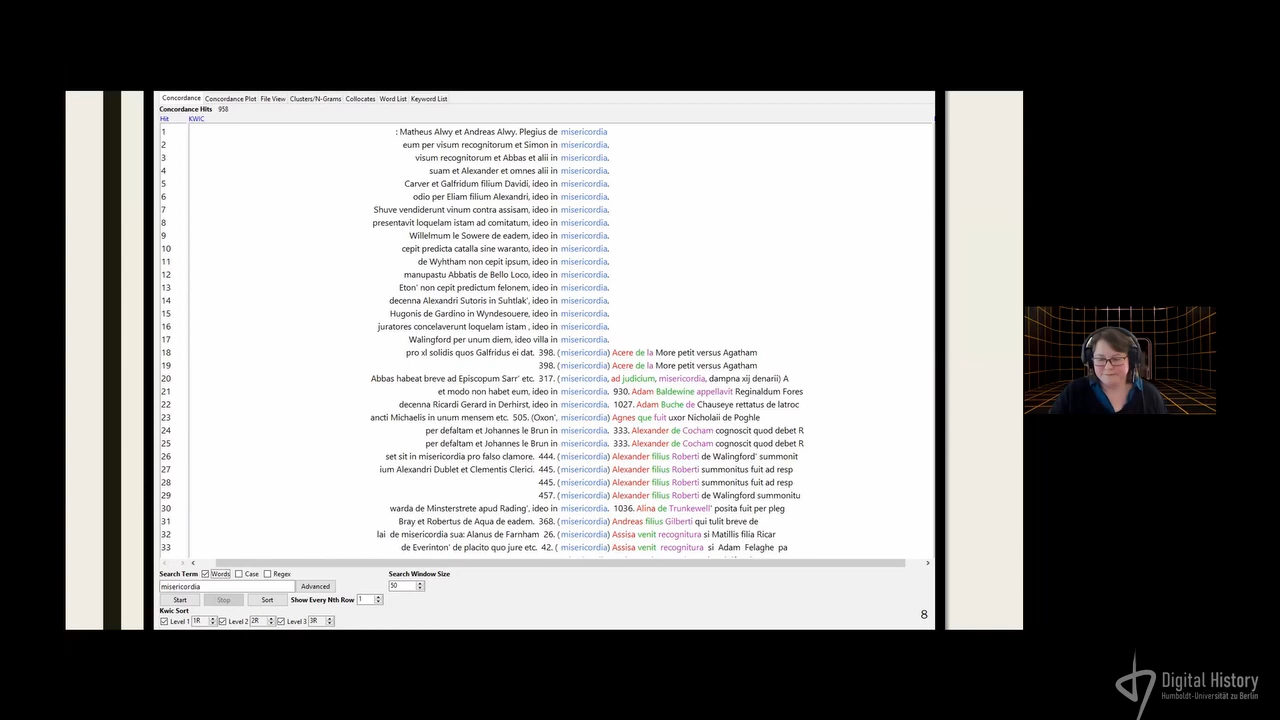 Concordance Concordance Plot File View Clusters/N-Grams Collocates Word List Keyword List
Concordance Hits 958
Hit KWIC
1 : Matheus Alwy et Andreas Alwy. Plegius de misericordia
2 eum per visum recognitorum et Simon in misericordia.
3 visum recognitorum et Abbas et alii in misericordia.
4 suam et Alexander et omnes alii in misericordia.
5 Carver et Galfridum filium Davidi, ideo in misericordia.
6 odio per Eliam filium Alexandri, ideo in misericordia.
7 Shuve vendiderunt vinum contra assisam, ideo in misericordia.
8 presentavit loquelam istam ad comitatum, ideo in misericordia.
9 Willelmum le Sowere de eadem, ideo in misericordia.
10 cepit predicta catalla sine waranto, ideo in misericordia.
11 de Wyhtham non cepit ipsum, ideo in misericordia.
12 manupastu Abbatis de Bello Loco, ideo in misericordia.
13 Eton' non cepit predictum felonem, ideo in misericordia.
14 decenna Alexandri Sutoris in Suhtlak', ideo in misericordia.
15 Hugonis de Gardino in Wyndesouere, ideo in misericordia.
16 juratores concelaverunt loquelam istam , ideo in misericordia.
17 Walingford per unum diem, ideo villa in misericordia.
18 pro xl solidis quos Galfridus ei dat. 398. (misericordia) Acere de la More petit versus Agatham
19 398. (misericordia) Acere de la More petit versus Agatham
20 Abbas habeat breve ad Episcopum Sarr' etc. 317. (misericordia, ad judicium, misericordia, dampna xij denarii) A
21 et modo non habet eum, ideo in misericordia. 930. Adam Baldewine appellavit Reginaldum Fores
22 decenna Ricardi Gerard in Derhirst, ideo in misericordia. 1027. Adam Buche de Chauseye rettatus de latroc
23 ancti Michaelis in unum mensem etc. 505. (Oxon', misericordia) Agnes que fuit uxor Nicholaii de Poghle
24 per defaltam et Johannes le Brun in misericordia. 333. Alexander de Cocham cognoscit quod debet R
25 per defaltam et Johannes le Brun in misericordia. 333. Alexander de Cocham cognoscit quod debet R
26 set sit in misericordia pro falso clamore. 444. (misericordia) Alexander filius Roberti de Walingford' summonit
27 ium Alexandri Dublet et Clementis Clerici. 445. (misericordia) Alexander filius Roberti summonitus fuit ad resp
28 445. (misericordia) Alexander filius Roberti summonitus fuit ad resp
29 457. (misericordia) Alexander filius Roberti de Walingford summonitu
30 warda de Minsterstrete apud Rading', ideo in misericordia. 1036. Alina de Trunkewell' posita fuit per pleg
31 Bray et Robertus de Aqua de eadem. 368. (misericordia) Andreas filius Gilberti qui tulit breve de
32 lai de misericordia sua: Alanus de Farnham 26. (misericordia) Assisa venit recognitura si Matillis filia Ricar
33 de Everinton' de placito quo jure etc. 42. ( misericordia) Assisa venit recognitura si Adam Felaghe pa
Search Term Words Case Regex Search Window Size
misericordia Advanced 50
Start Stop Sort Show Every Nth Row 1
Kwic Sort
Level 1 1R Level 2 2R Level 3 3R
8
Digital History
Humboldt-Universität zu Berlin